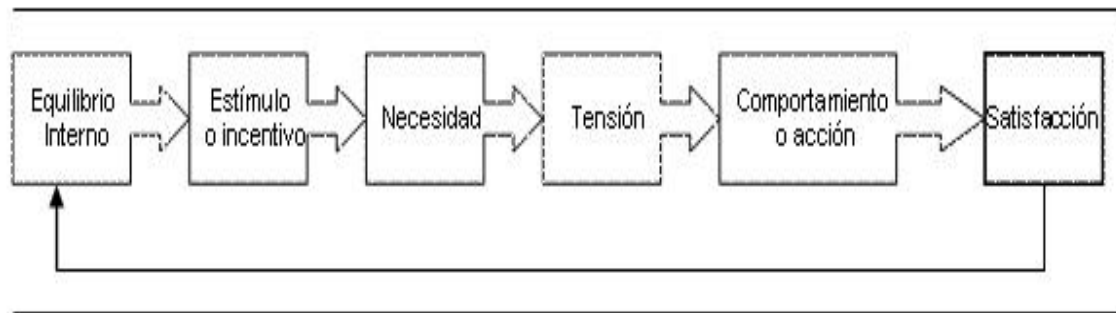 Equilibrio
Interno
Estímulo
o incentivo
Necesidad
Tensión
Comportamiento
o acción
Satisfacción